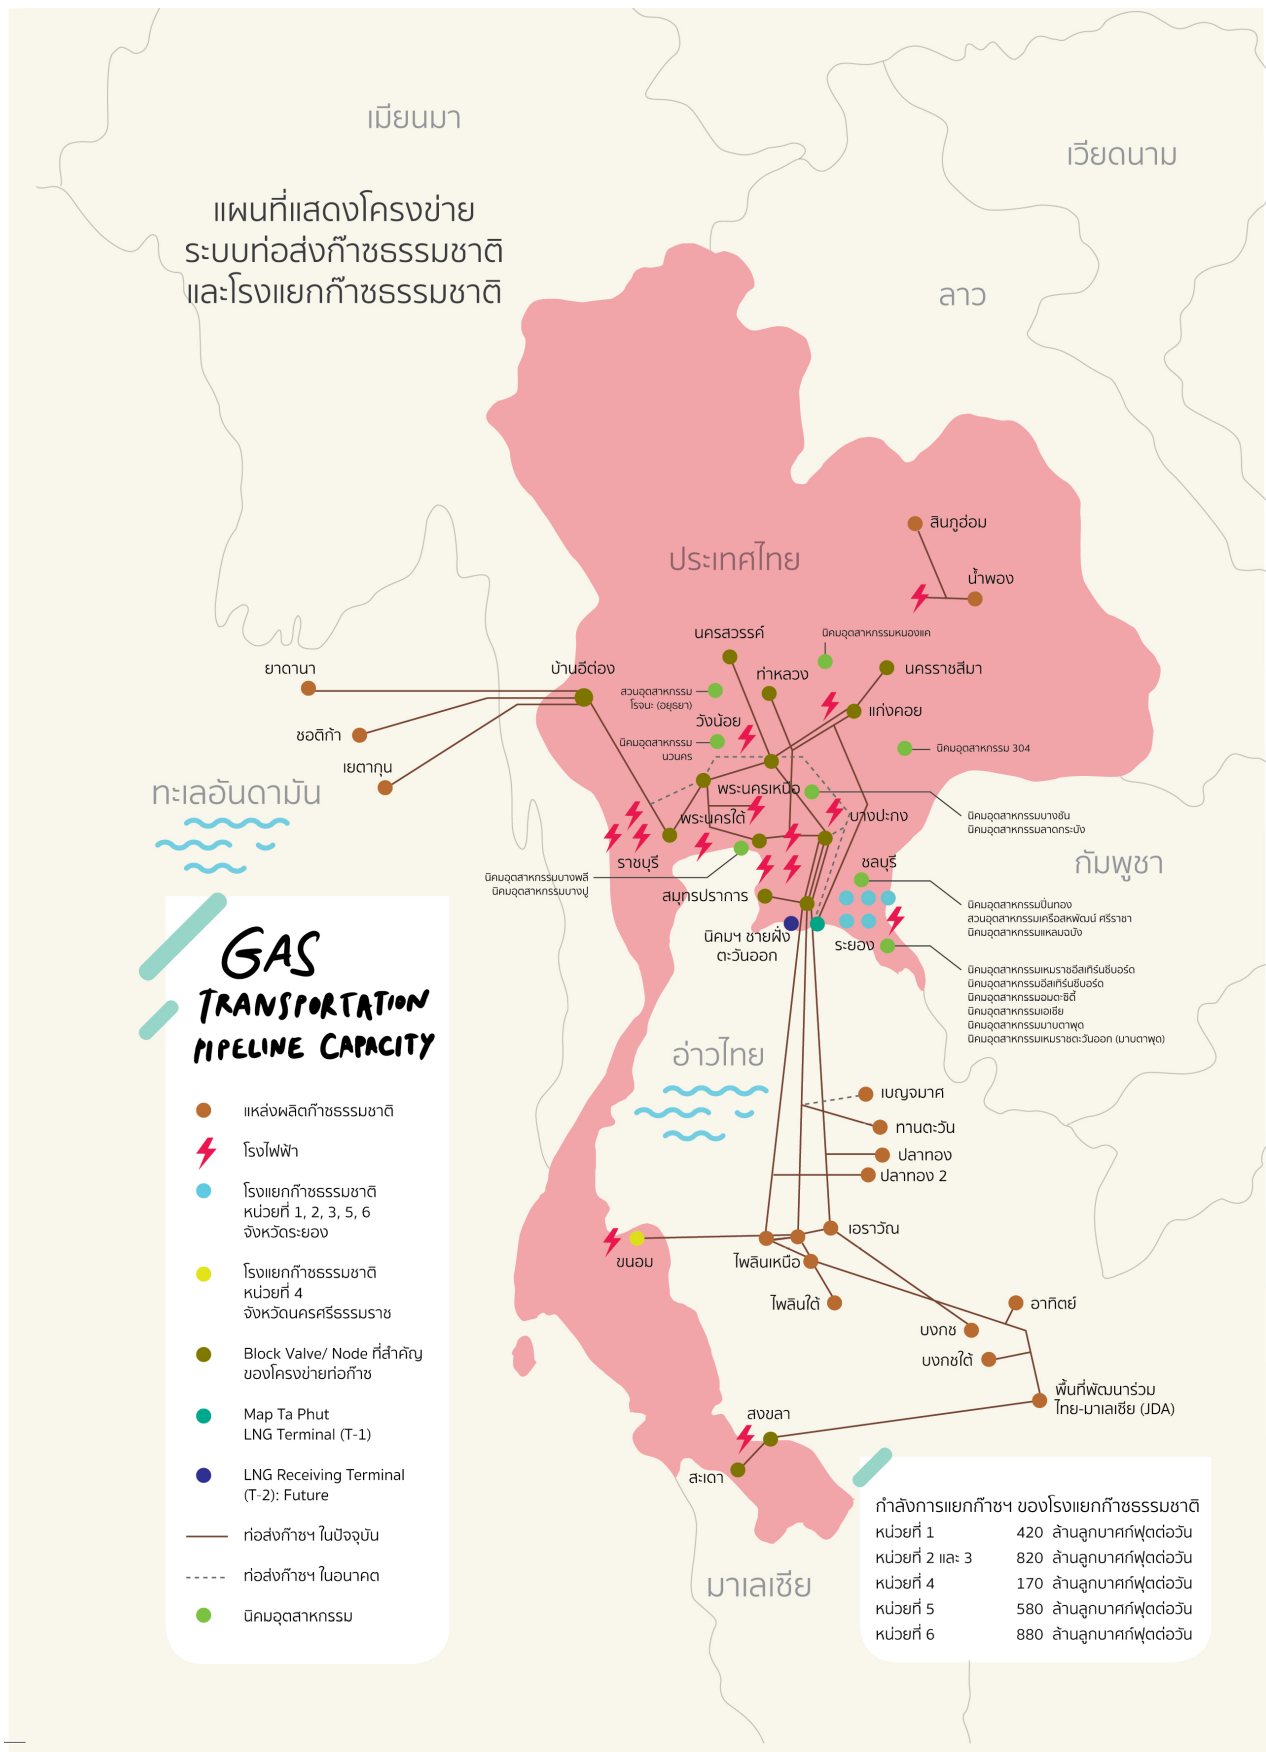 เมียนมา
เวียดนาม
แผนที่แสดงโครงข่าย
ระบบท่อส่งก๊าซธรรมชาติ
และโรงแยกก๊าซธรรมชาติ
ลาว
ประเทศไทย
สินภูฮ่อม
น้ำพอง
นครสวรรค์
นิคมอุตสาหกรรมหนองแค
ยาดานา
บ้านอีต่อง
ท่าหลวง
นครราชสีมา
สวนอุตสาหกรรม
โรจนะ (อยุธยา)
วังน้อย
แก่งคอย
ซอติก้า
นิคมอุตสาหกรรม
นวนคร
นิคมอุตสาหกรรม 304
เยตากุน
ทะเลอันดามัน
พระนครเหนือ
พระนครใต้
บางปะกง
นิคมอุตสาหกรรมบางชัน
นิคมอุตสาหกรรมลาดกระบัง
ราชบุรี
ชลบุรี
กัมพูชา
นิคมอุตสาหกรรมบางพลี
นิคมอุตสาหกรรมบางปู
สมุทรปราการ
นิคมอุตสาหกรรมปิ่นทอง
สวนอุตสาหกรรมเครือสหพัฒน์ ศรีราชา
นิคมอุตสาหกรรมแหลมฉบัง
นิคมฯ ชายฝั่ง
ตะวันออก
ระยอง
นิคมอุตสาหกรรมเหมราชอีสเทิร์นซีบอร์ด
นิคมอุตสาหกรรมอีสเทิร์นซีบอร์ด
นิคมอุตสาหกรรมอมตะซิตี้
นิคมอุตสาหกรรมเอเชีย
นิคมอุตสาหกรรมมาบตาพุด
นิคมอุตสาหกรรมเหมราชตะวันออก (มาบตาพุด)
GAS
TRANSPORTATION
PIPELINE CAPACITY
อ่าวไทย
เบญจมาศ
ทานตะวัน
ปลาทอง
ปลาทอง 2
เอราวัณ
ขนอม
ไพลินเหนือ
ไพลินใต้
อาทิตย์
บงกช
บงกชใต้
พื้นที่พัฒนาร่วม
ไทย-มาเลเซีย (JDA)
สงขลา
สะเดา
มาเลเซีย
แหล่งผลิตก๊าซธรรมชาติ
โรงไฟฟ้า
โรงแยกก๊าซธรรมชาติ
หน่วยที่ 1, 2, 3, 5, 6
จังหวัดระยอง
โรงแยกก๊าซธรรมชาติ
หน่วยที่ 4
จังหวัดนครศรีธรรมราช
Block Valve/ Node ที่สำคัญ
ของโครงข่ายท่อก๊าซ
Map Ta Phut
LNG Terminal (T-1)
LNG Receiving Terminal
(T-2): Future
ท่อส่งก๊าซฯ ในปัจจุบัน
ท่อส่งก๊าซฯ ในอนาคต
นิคมอุตสาหกรรม
กำลังการแยกก๊าซฯ ของโรงแยกก๊าซธรรมชาติ
หน่วยที่ 1 420 ล้านลูกบาศก์ฟุตต่อวัน
หน่วยที่ 2 และ 3 820 ล้านลูกบาศก์ฟุตต่อวัน
หน่วยที่ 4 170 ล้านลูกบาศก์ฟุตต่อวัน
หน่วยที่ 5 580 ล้านลูกบาศก์ฟุตต่อวัน
หน่วยที่ 6 880 ล้านลูกบาศก์ฟุตต่อวัน